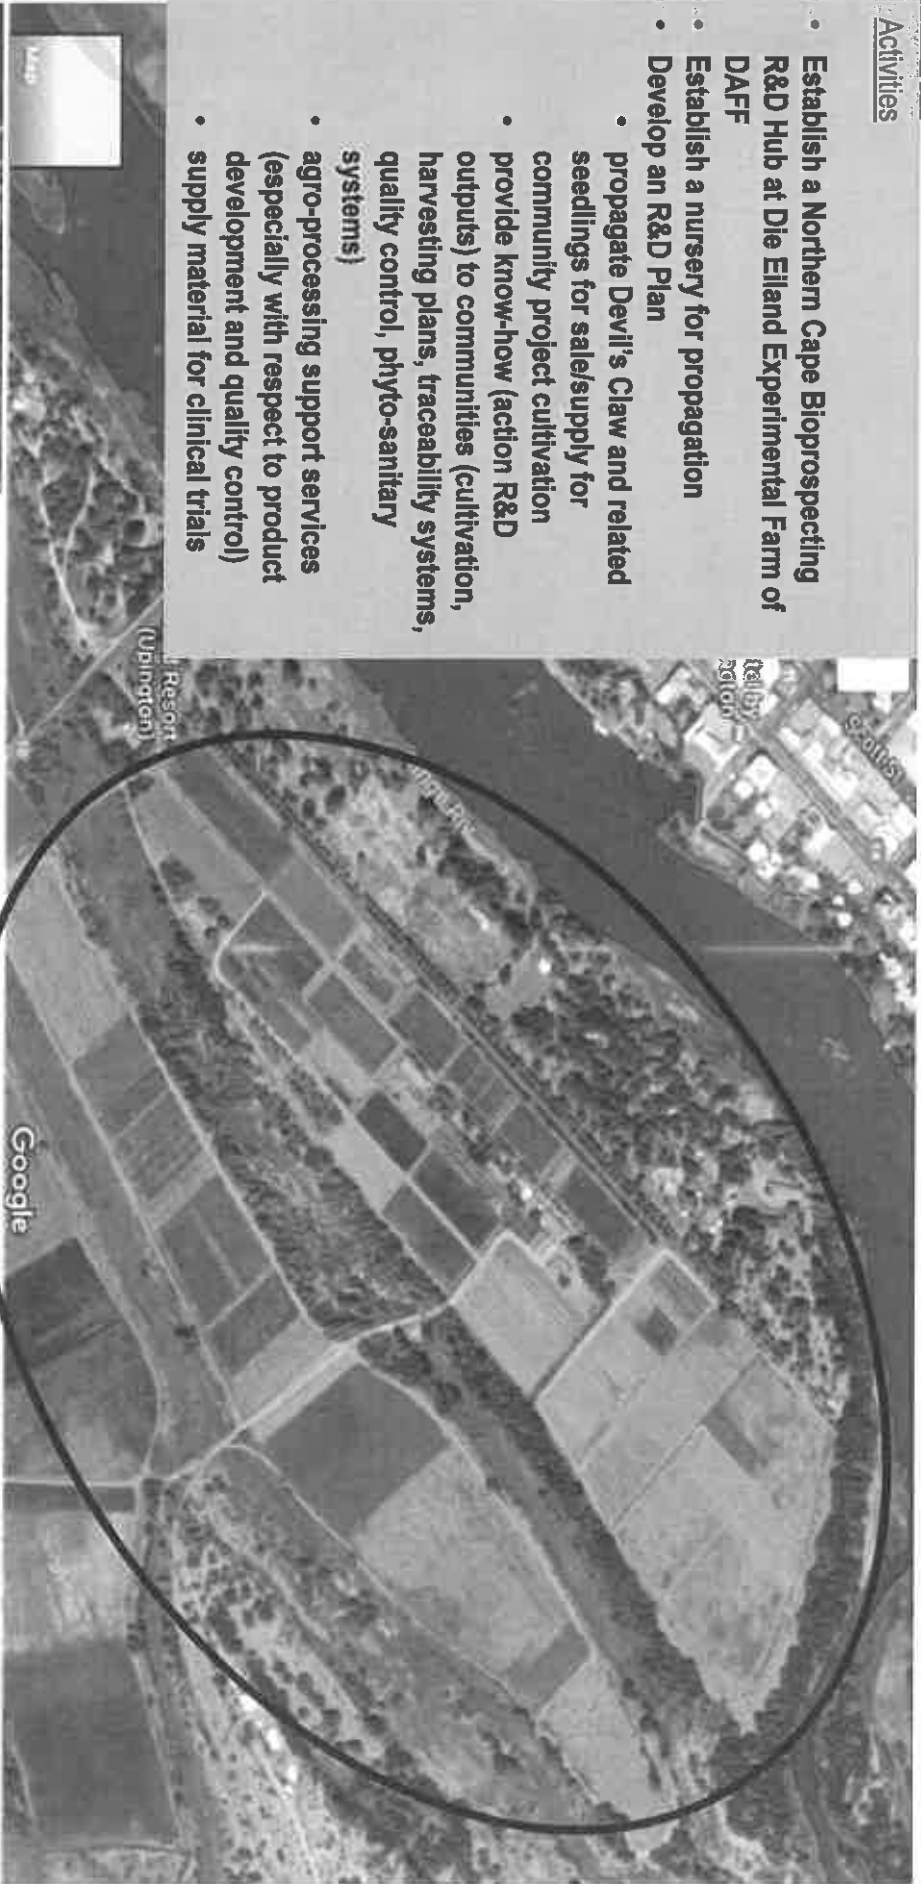 Activities
• Establish a Northern Cape Bioprospecting
R&D Hub at Die Eiland Experimental Farm of
DAFF
• Establish a nursery for propagation
• Develop an R&D Plan
• propagate Devil's Claw and related
seedlings for sale/supply for
community project cultivation
• provide know-how (action R&D
outputs) to communities (cultivation,
harvesting plans, traceability systems,
quality control, phyto-sanitary
systems)
• agro-processing support services
(especially with respect to product
development and quality control)
• supply material for clinical trials
Map
Scott St
Resort
(Upington)
Google